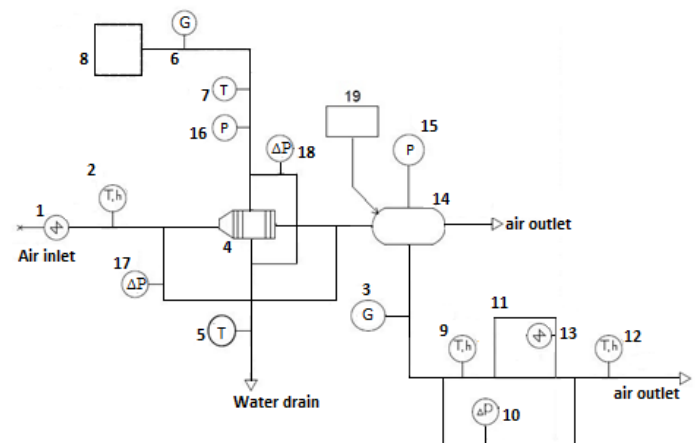 G
8
6
7
T
19
16
P
15
P
ΔP
18
2
T,h
14
1
4
air outlet
Air inlet
17
ΔP
3
G
11
5
T
9
T,h
13
T,h
12
air outlet
Water drain
ΔP
10